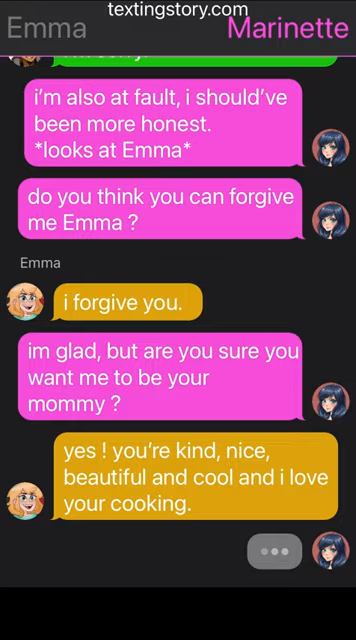 textingstory.com
Emma Marinette
i'm also at fault, i should've
been more honest.
*looks at Emma*
do you think you can forgive
me Emma ?
Emma
i forgive you.
im glad, but are you sure you
want me to be your
mommy ?
yes ! you're kind, nice,
beautiful and cool and i love
your cooking.